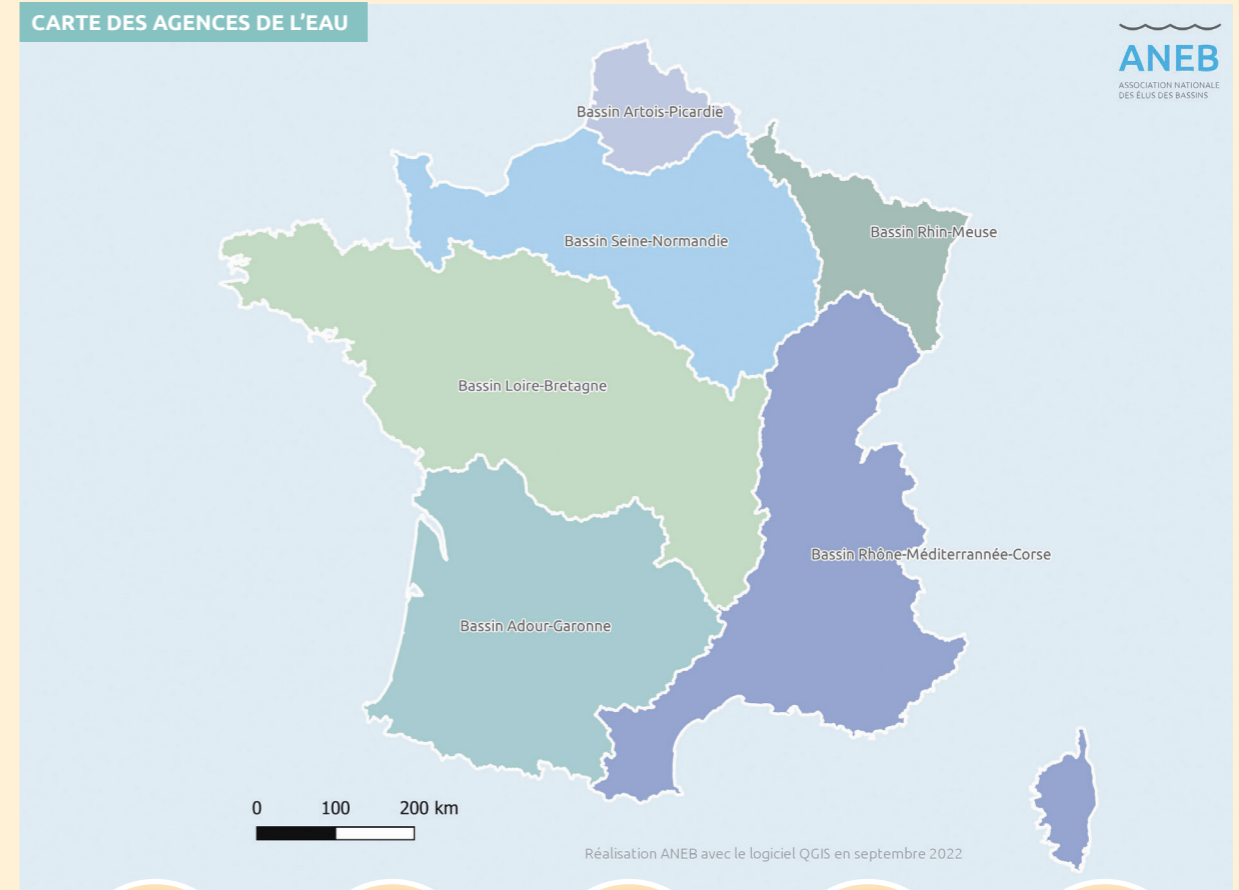 CARTE DES AGENCES DE L'EAU
ANEB
ASSOCIATION NATIONALE
DES ÉLUS DES BASSINS
Bassin Artois-Picardie
Bassin Seine-Normandie
Bassin Rhin-Meuse
Bassin Loire-Bretagne
Bassin Rhône-Méditerrannée-Corse
Bassin Adour-Garonne
0 100 200 km
Réalisation ANEB avec le logiciel QGIS en septembre 2022